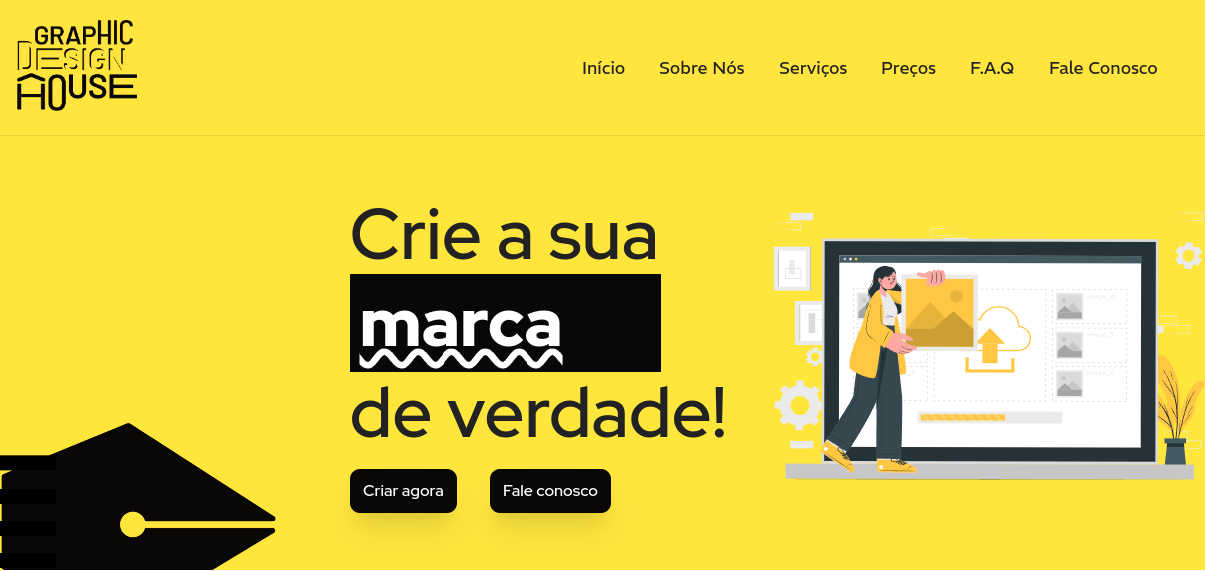 GRAPHIC
DESIGN
HOUSE
Início Sobre Nós Serviços Preços F.A.Q Fale Conosco
Crie a sua
marca
de verdade!
Criar agora Fale conosco